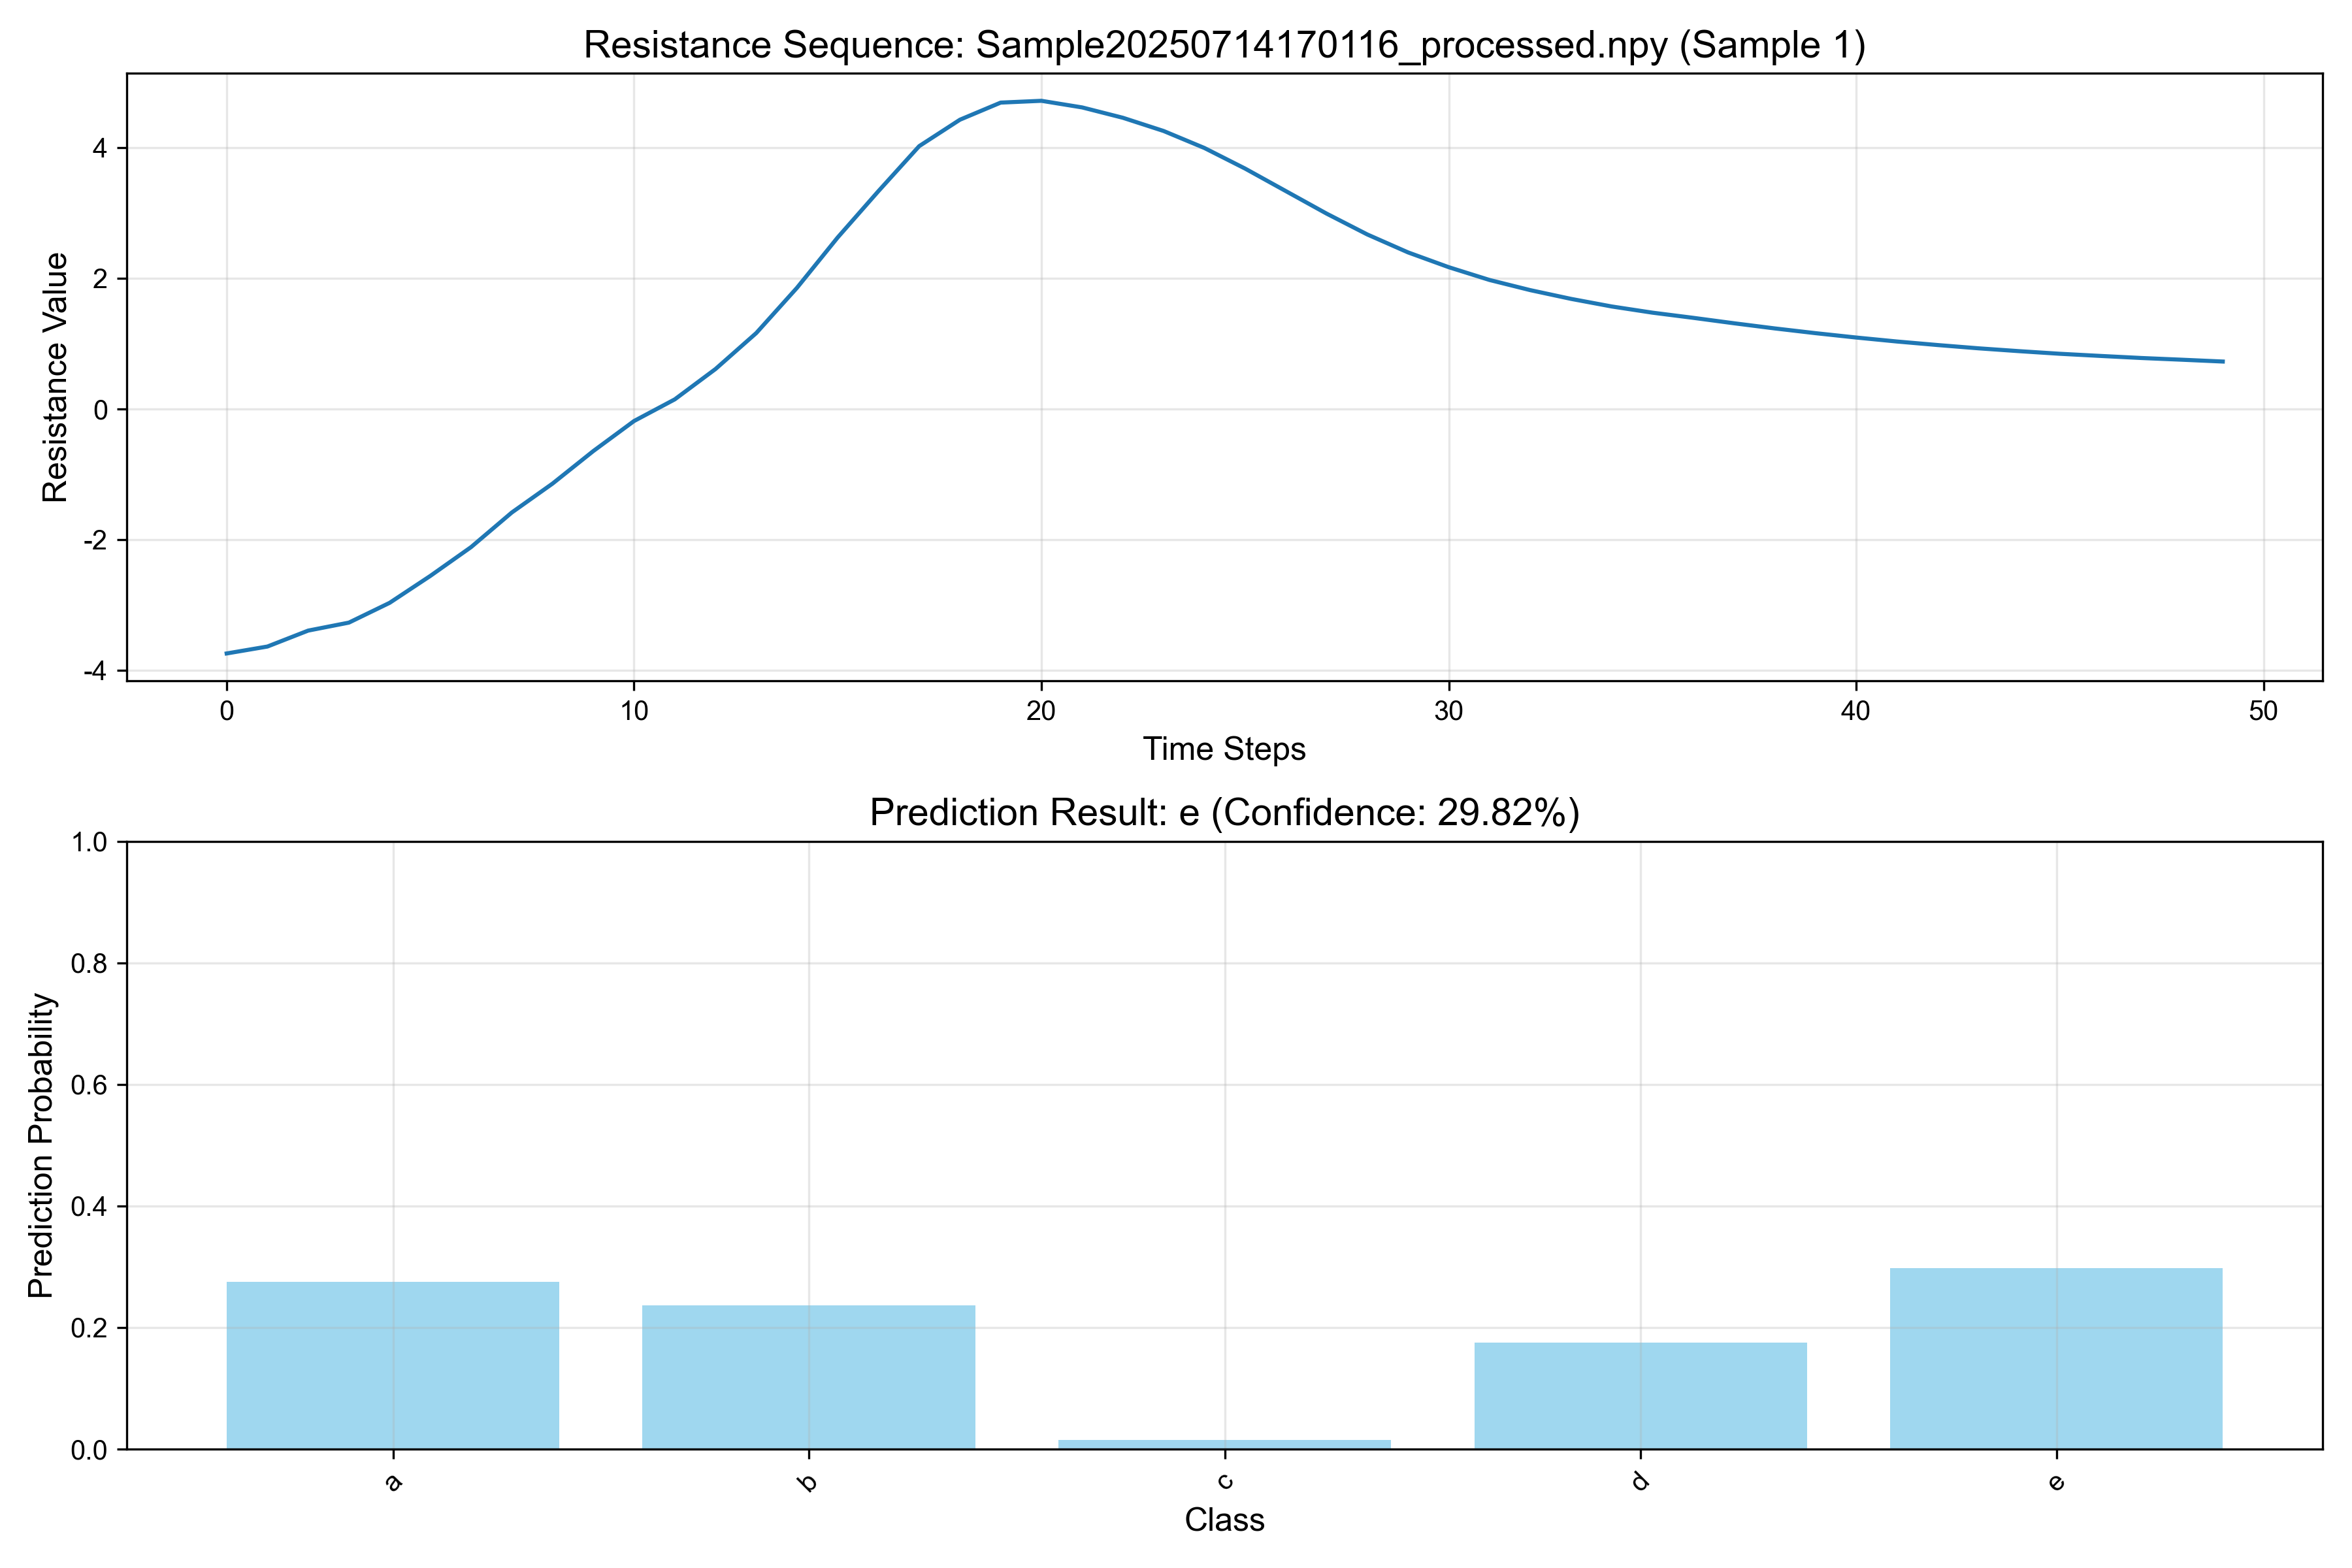 Resistance Sequence: Sample20250714170116_processed.npy (Sample 1)
Resistance Value
4
2
0
-2
-4
0 10 20 30 40 50
Time Steps
Prediction Result: e (Confidence: 29.82%)
Prediction Probability
1.0
0.8
0.6
0.4
0.2
0.0
a b c d e
Class